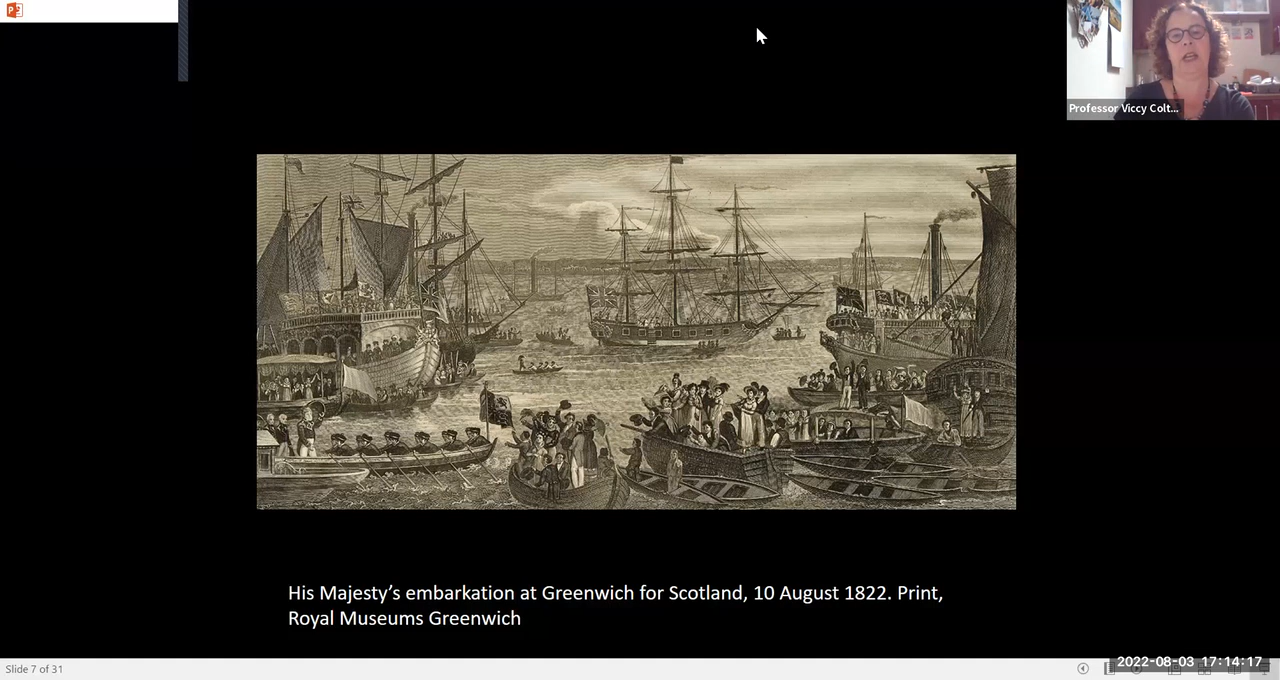 Professor Viccy Colt...
His Majesty’s embarkation at Greenwich for Scotland, 10 August 1822. Print,
Royal Museums Greenwich
Slide 7 of 31
2022-08-03 17:14:17